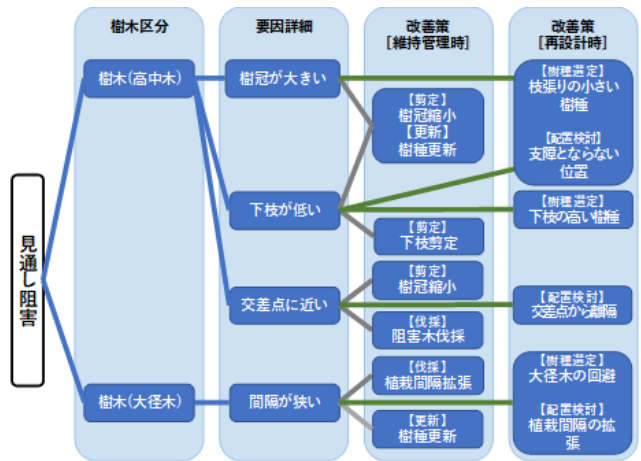 樹木区分
要因詳細
改善策
[維持管理時]
改善策
[再設計時]
見通し阻害
樹木(高中木)
樹木(大径木)
樹冠が大きい
下枝が低い
交差点に近い
間隔が狭い
【剪定】
樹冠縮小
【更新】
樹種更新
【剪定】
下枝剪定
【剪定】
樹冠縮小
【伐採】
阻害木伐採
【伐採】
植栽間隔拡張
【更新】
樹種更新
【樹種選定】
枝張りの小さい
樹種
【配置検討】
支障とならない
位置
【樹種選定】
下枝の高い樹種
【配置検討】
交差点から離隔
【樹種選定】
大径木の回避
【配置検討】
植栽間隔の拡
張